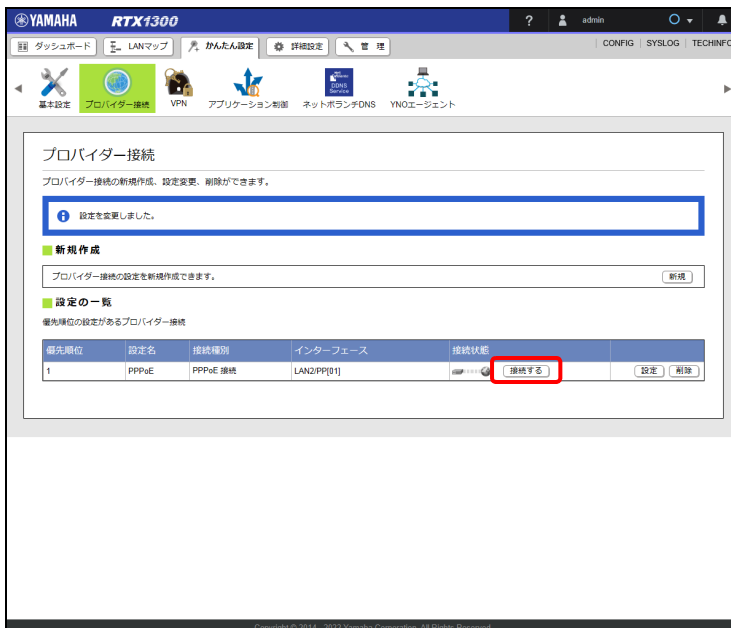 YAMAHA RTX1300 ? admin
ダッシュボード LANマップ かんたん設定 詳細設定 管理 CONFIG SYSLOG TECHINFO
DDNS Service
基本設定 プロバイダー接続 VPN アプリケーション制御 ネットボランチDNS YNOエージェント
プロバイダー接続
プロバイダー接続の新規作成、設定変更、削除ができます。
設定を変更しました。
新規作成
プロバイダー接続の設定を新規作成できます。 新規
設定の一覧
優先順位の設定があるプロバイダー接続
優先順位 設定名 接続種別 インターフェース 接続状態
1 PPPoE PPPoE 接続 LAN2/PP[01] 接続する 設定 削除
Copyright © 2014 - 2022 Yamaha Corporation. All Rights Reserved.